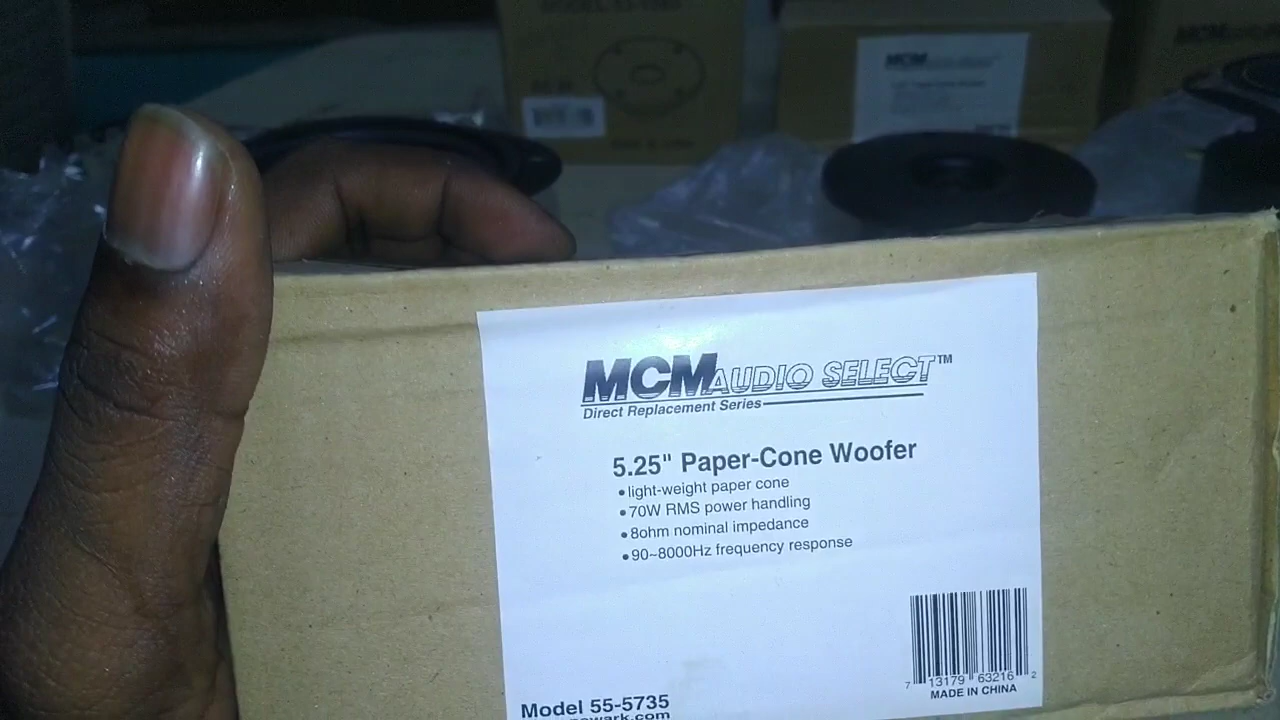 MCM
MCM AUDIO SELECT™
Direct Replacement Series
5.25" Paper-Cone Woofer
•light-weight paper cone
•70W RMS power handling
•8ohm nominal impedance
•90~8000Hz frequency response
7 13179 63216 2
MADE IN CHINA
Model 55-5735